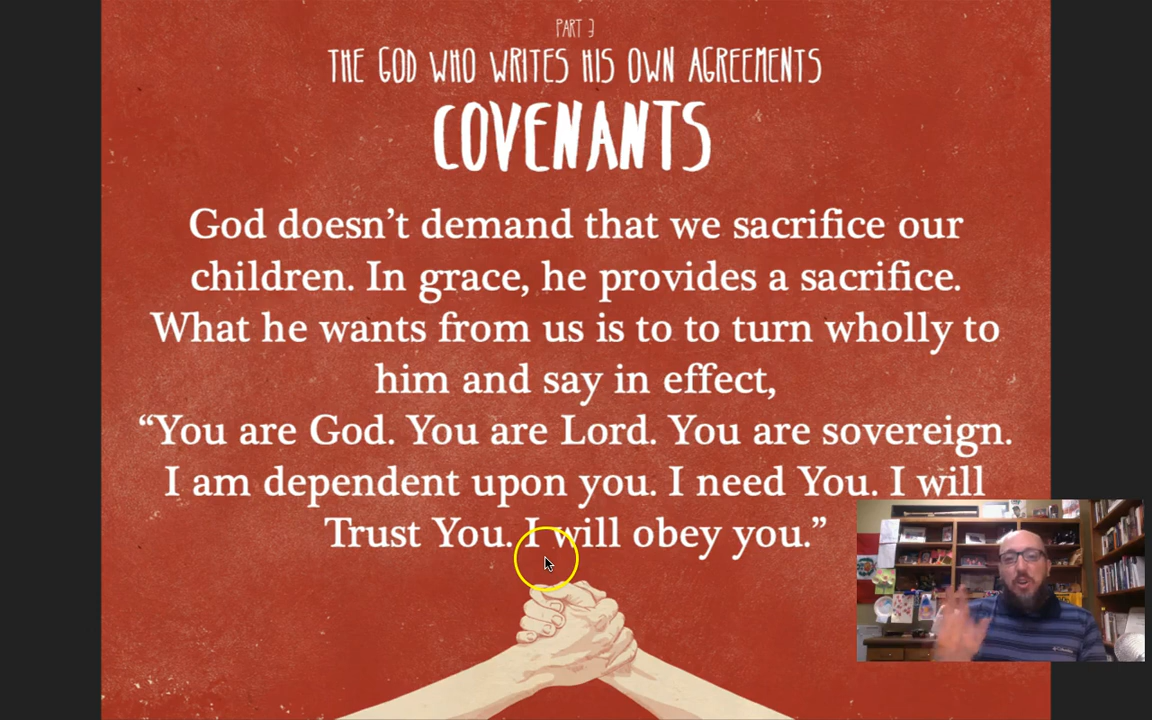 PART 3
THE GOD WHO WRITES HIS OWN AGREEMENTS
COVENANTS
God doesn’t demand that we sacrifice our
children. In grace, he provides a sacrifice.
What he wants from us is to to turn wholly to
him and say in effect,
“You are God. You are Lord. You are sovereign.
I am dependent upon you. I need You. I will
Trust You. I will obey you.”